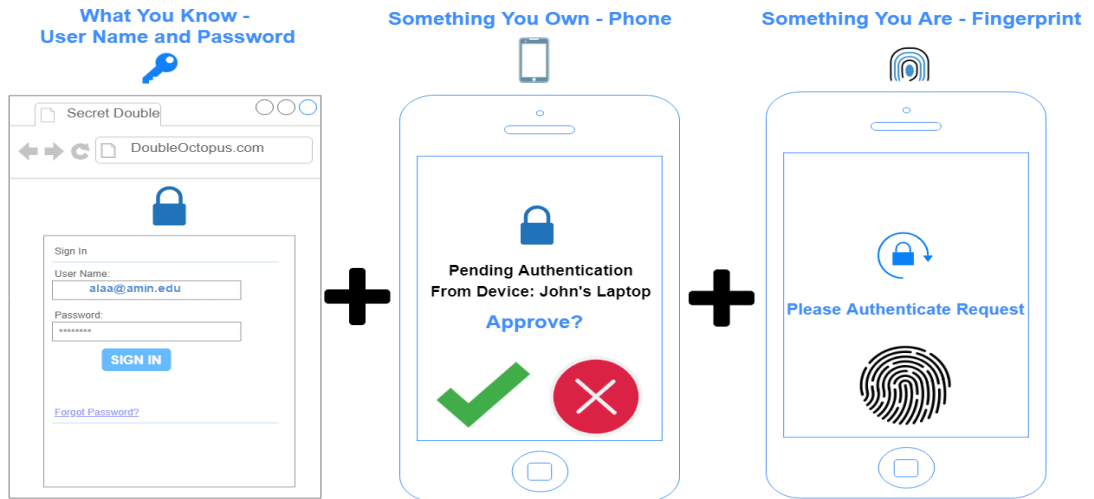 What You Know -
User Name and Password
Secret Double
DoubleOctopus.com
Sign In
User Name:
alaa@amin.edu
Password:
********
SIGN IN
Forgot Password?
Something You Own - Phone
Pending Authentication
From Device: John's Laptop
Approve?
Something You Are - Fingerprint
Please Authenticate Request